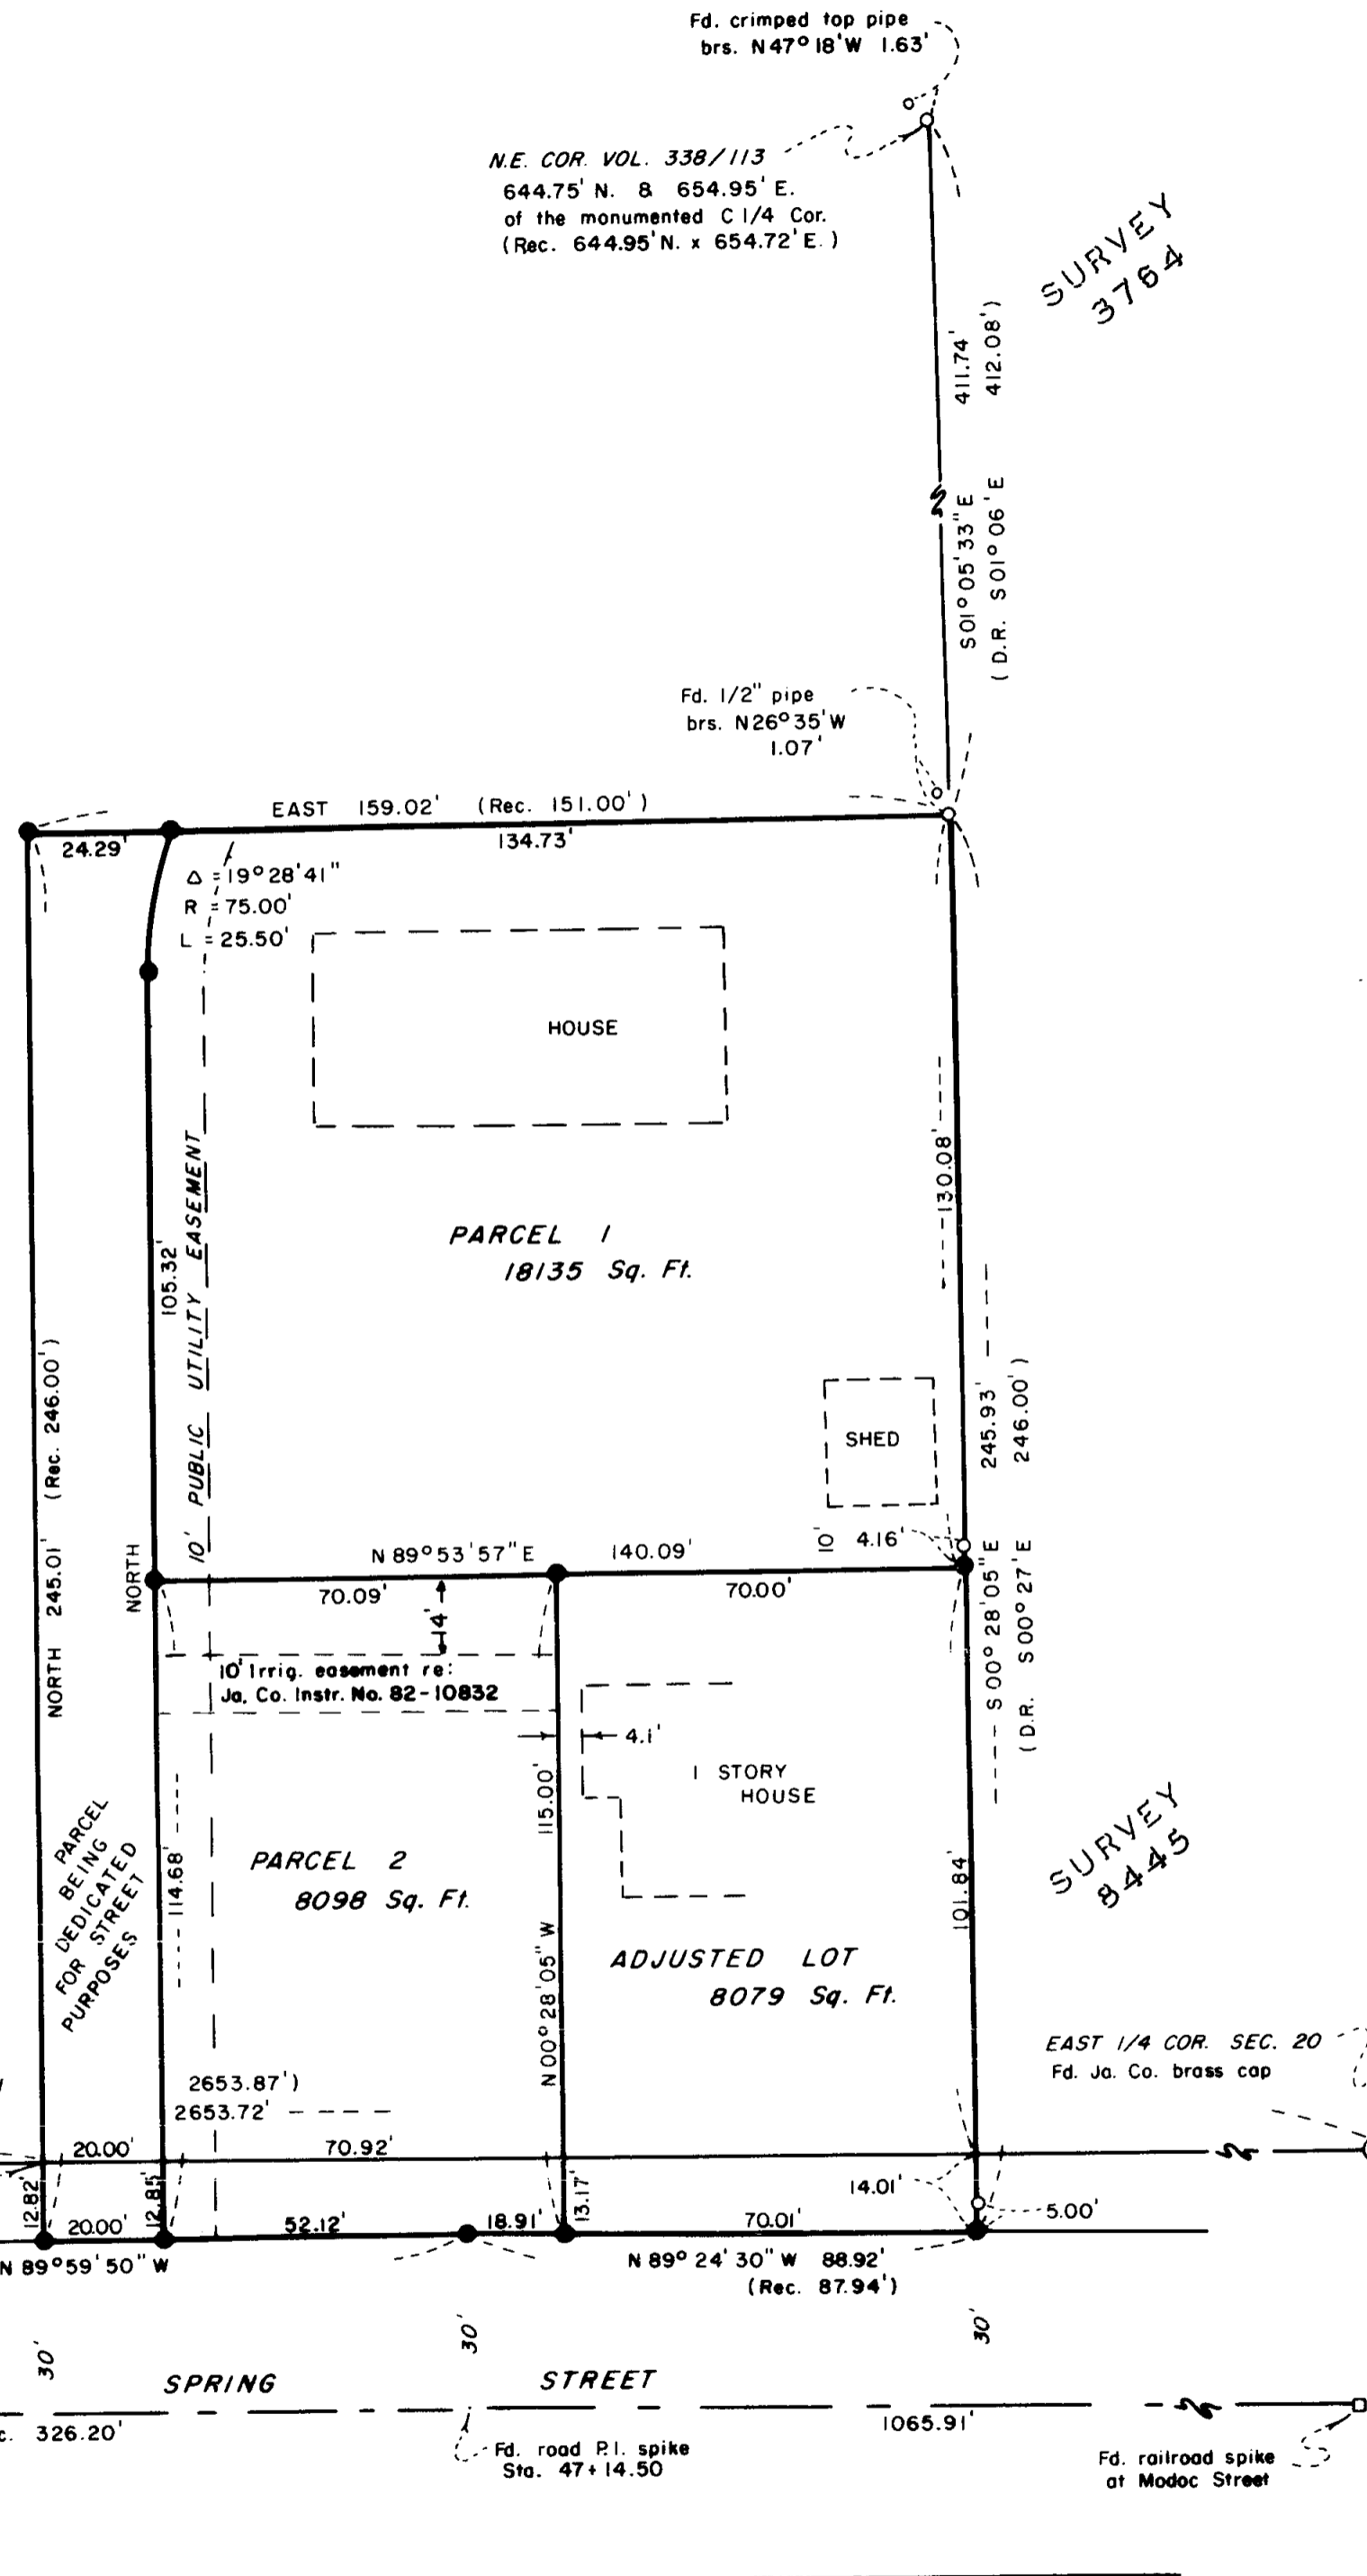 Fd. crimped top pipe
brs. N47°18'W 1.63'
N.E. COR. VOL. 338/113
644.75' N. & 654.95' E.
of the monumented C 1/4 Cor.
(Rec. 644.95'N. x 654.72'E.)
SURVEY
3764
411.74'
412.08')
S01°05'33"E
(D.R. S01°06'E
Fd. 1/2" pipe
brs. N26°35'W
1.07'
EAST 159.02' (Rec. 151.00')
24.29'
134.73'
Δ = 19°28'41"
R = 75.00'
L = 25.50'
HOUSE
130.08'
PARCEL 1
18135 Sq. Ft.
105.32'
10' PUBLIC UTILITY EASEMENT
NORTH 245.01' (Rec. 246.00')
245.93'
246.00')
SHED
10'
4.16'
N 89°53'57"E 140.09'
NORTH
70.09'
70.00'
S00°28'05"E
(D.R. S00°27'E
14'
10' Irrig. easement re:
Ja. Co. Instr. No. 82-10832
4.1'
1 STORY
HOUSE
115.00'
PARCEL
BEING
DEDICATED
FOR STREET
PURPOSES
114.68'
PARCEL 2
8098 Sq. Ft.
101.84'
SURVEY
8445
N00°28'05"W
ADJUSTED LOT
8079 Sq. Ft.
EAST 1/4 COR. SEC. 20
Fd. Ja. Co. brass cap
2653.87')
2653.72'
20.00'
70.92'
12.82'
12.85'
13.17'
14.01'
5.00'
20.00'
52.12'
18.91'
70.01'
N 89°59'50" W
N 89°24'30" W 88.92'
(Rec. 87.94')
30'
30'
30'
SPRING STREET
c. 326.20'
1065.91'
Fd. road P.I. spike
Sta. 47+14.50
Fd. railroad spike
at Modoc Street